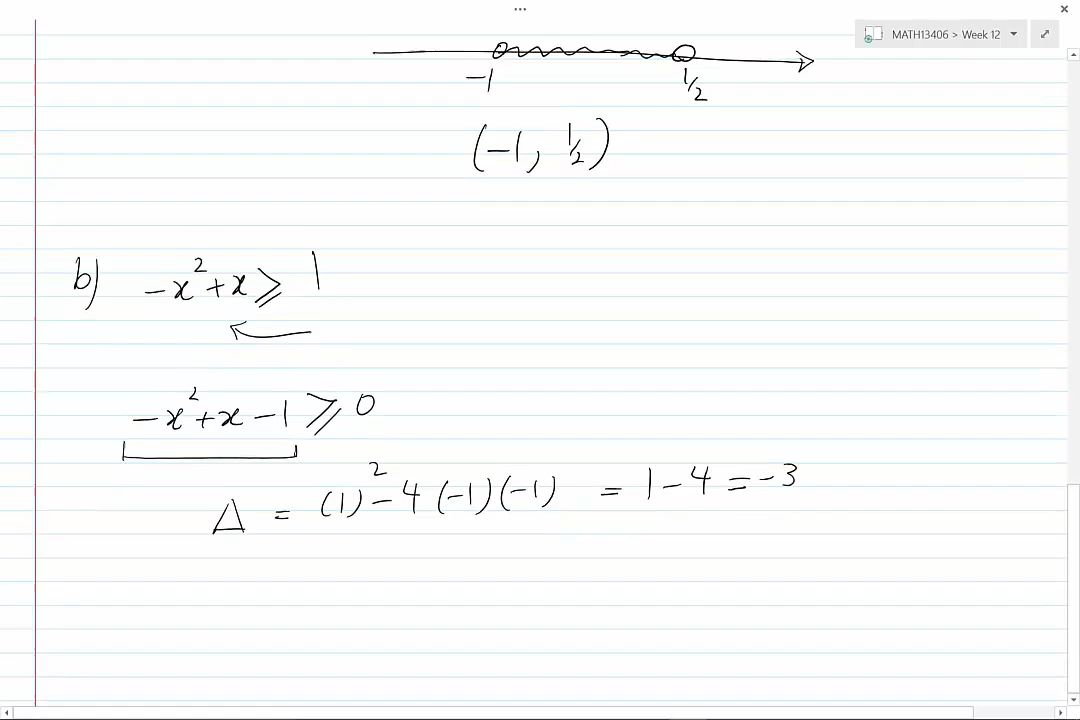 MATH13406 > Week 12
-1 1/2
(-1, 1/2)
b) -x² + x ⩾ 1
-x² + x - 1 ⩾ 0
Δ = (1)² - 4 (-1)(-1) = 1 - 4 = -3